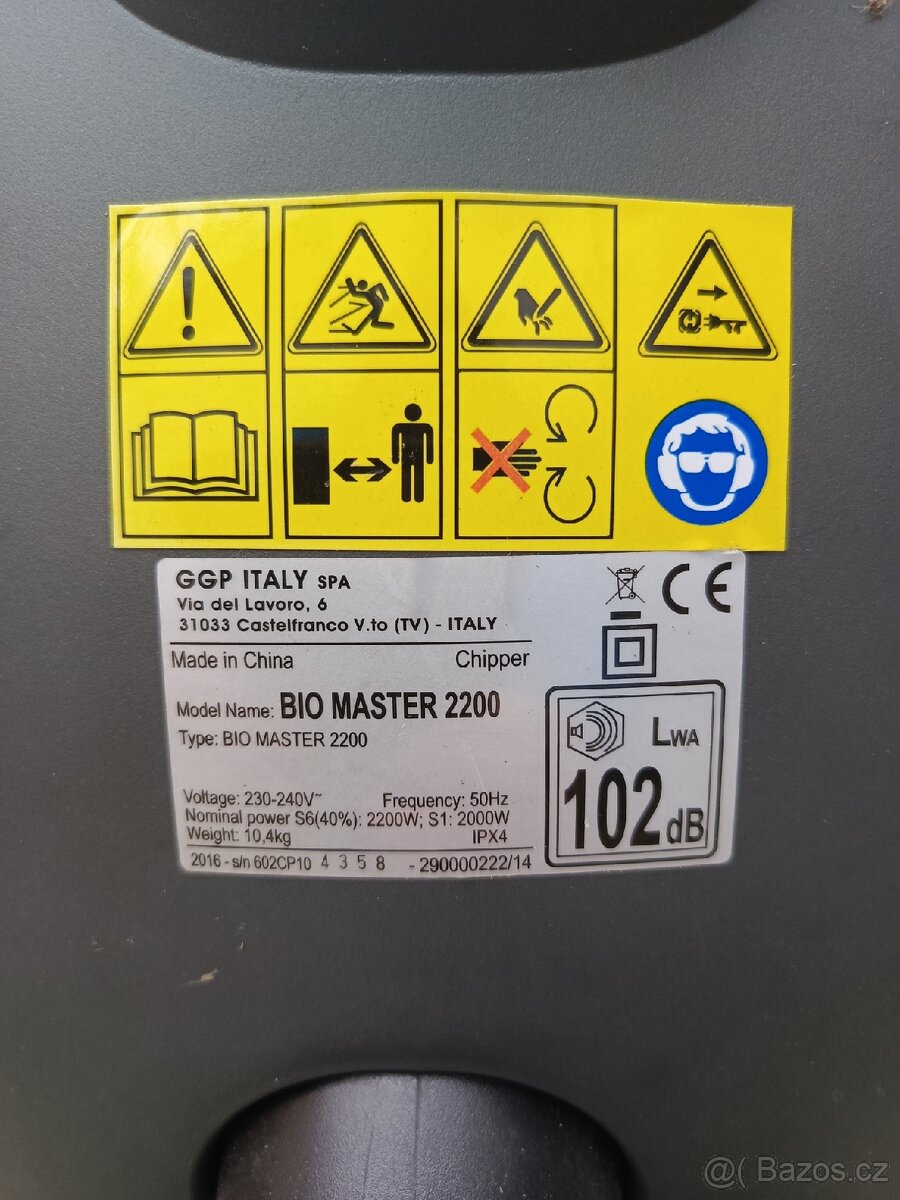 GGP ITALY SPA
Via del Lavoro, 6
31033 Castelfranco V.to (TV) - ITALY
CE
Made in China Chipper
Model Name: BIO MASTER 2200
Type: BIO MASTER 2200
LWA
102 dB
Voltage: 230-240V~ Frequency: 50Hz
Nominal power S6(40%): 2200W; S1: 2000W
Weight: 10,4kg IPX4
2016 - s/n 602CP10 4 3 5 8 - 290000222/14
@( Bazos.cz